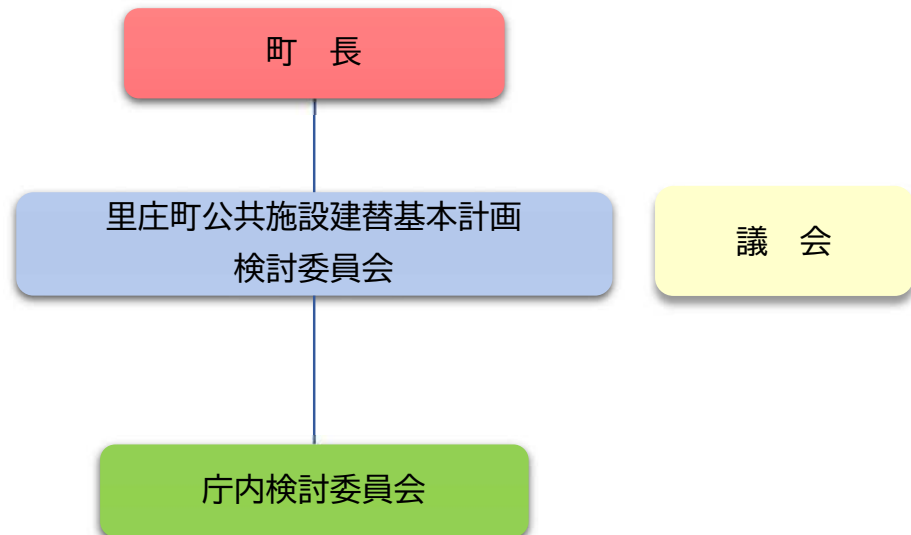 町　長
里庄町公共施設建替基本計画
検討委員会
議　会
庁内検討委員会